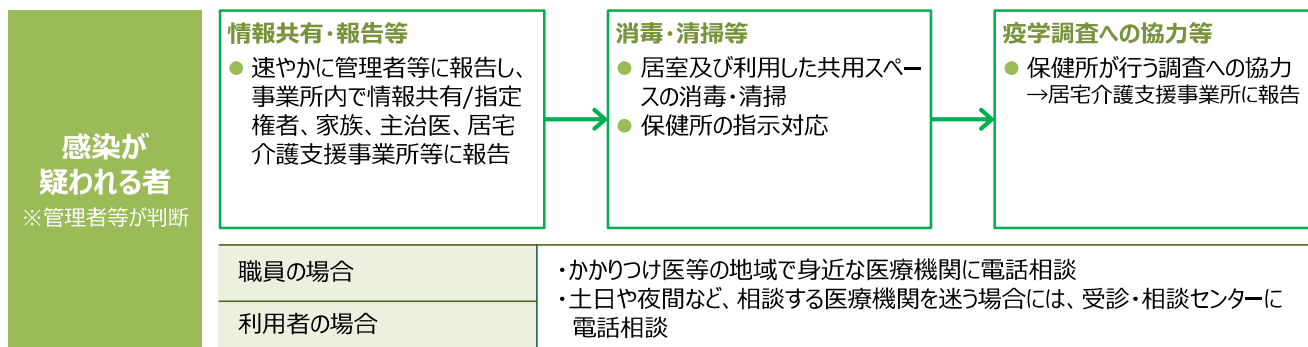 感染が
疑われる者
※管理者等が判断
情報共有・報告等
● 速やかに管理者等に報告し、
事業所内で情報共有/指定
権者、家族、主治医、居宅
介護支援事業所等に報告
消毒・清掃等
● 居室及び利用した共用スペー
スの消毒・清掃
● 保健所の指示対応
疫学調査への協力等
● 保健所が行う調査への協力
→居宅介護支援事業所に報告
職員の場合
利用者の場合
・かかりつけ医等の地域で身近な医療機関に電話相談
・土日や夜間など、相談する医療機関を迷う場合には、受診・相談センターに
電話相談